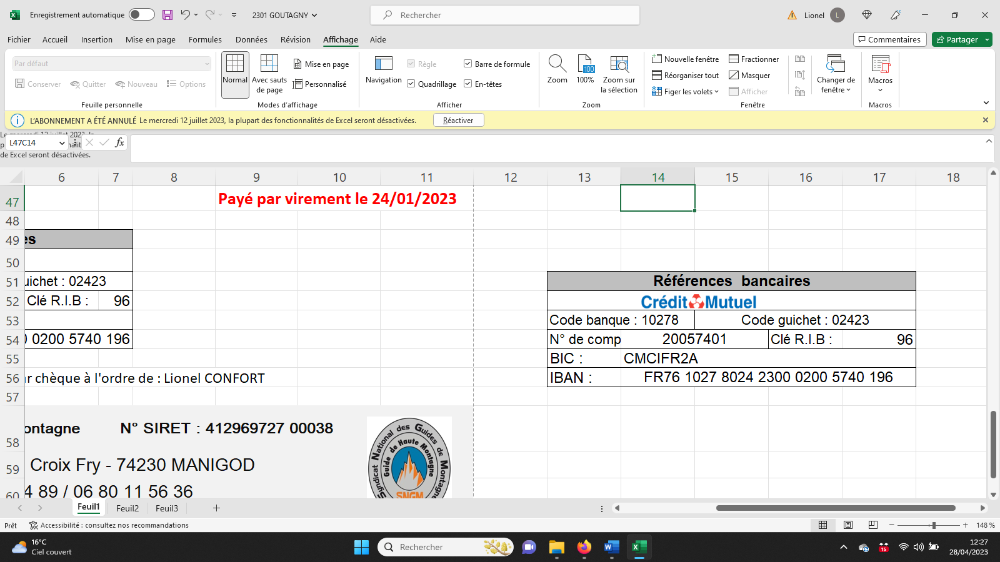 Enregistrement automatique
2301 GOUTAGNY
Rechercher
Lionel
L
Fichier Accueil Insertion Mise en page Formules Données Révision Affichage Aide
Commentaires
Partager
Par défaut
Conserver Quitter Nouveau Options
Feuille personnelle
Normal
Avec sauts de page
Mise en page
Personnalisé
Modes d'affichage
Navigation
Règle
Quadrillage
Barre de formule
En-têtes
Afficher
Zoom
100
100%
Zoom sur la sélection
Zoom
Nouvelle fenêtre
Réorganiser tout
Figer les volets
Fractionner
Masquer
Afficher
Changer de fenêtre
Fenêtre
Macros
Macros
L'ABONNEMENT A ÉTÉ ANNULÉ Le mercredi 12 juillet 2023, la plupart des fonctionnalités de Excel seront désactivées.
Réactiver
L47C14
fx
de Excel seront désactivées.
6 7 8 9 10 11 12 13 14 15 16 17 18
47 Payé par virement le 24/01/2023
48
49 es
50
51 uichet : 02423 Références bancaires
52 Clé R.I.B : 96 Crédit Mutuel
53 Code banque : 10278 Code guichet : 02423
54 0 0200 5740 196 N° de comp 20057401 Clé R.I.B : 96
55 BIC : CMCIFR2A
56 ar chèque à l'ordre de : Lionel CONFORT IBAN : FR76 1027 8024 2300 0200 5740 196
57
58 ontagne N° SIRET : 412969727 00038
59 Croix Fry - 74230 MANIGOD
60 4 89 / 06 80 11 56 36
Syndicat National des Guides de Montagne
Guide de Haute Montagne
SNGM
Feuil1 Feuil2 Feuil3
Prêt
Accessibilité : consultez nos recommandations
148 %
16°C
Ciel couvert
Rechercher
15
12:27
28/04/2023